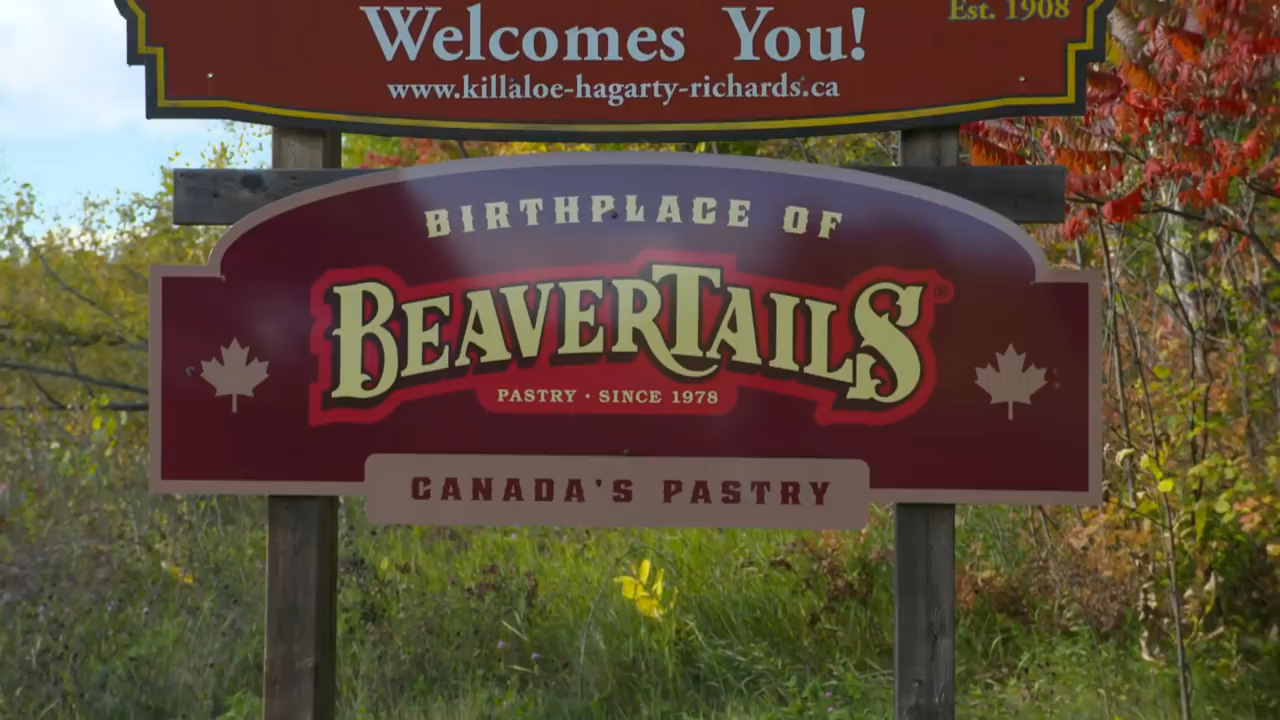 Est. 1908
Welcomes You!
www.killaloe-hagarty-richards.ca
BIRTHPLACE OF
BEAVERTAILS®
PASTRY · SINCE 1978
CANADA'S PASTRY